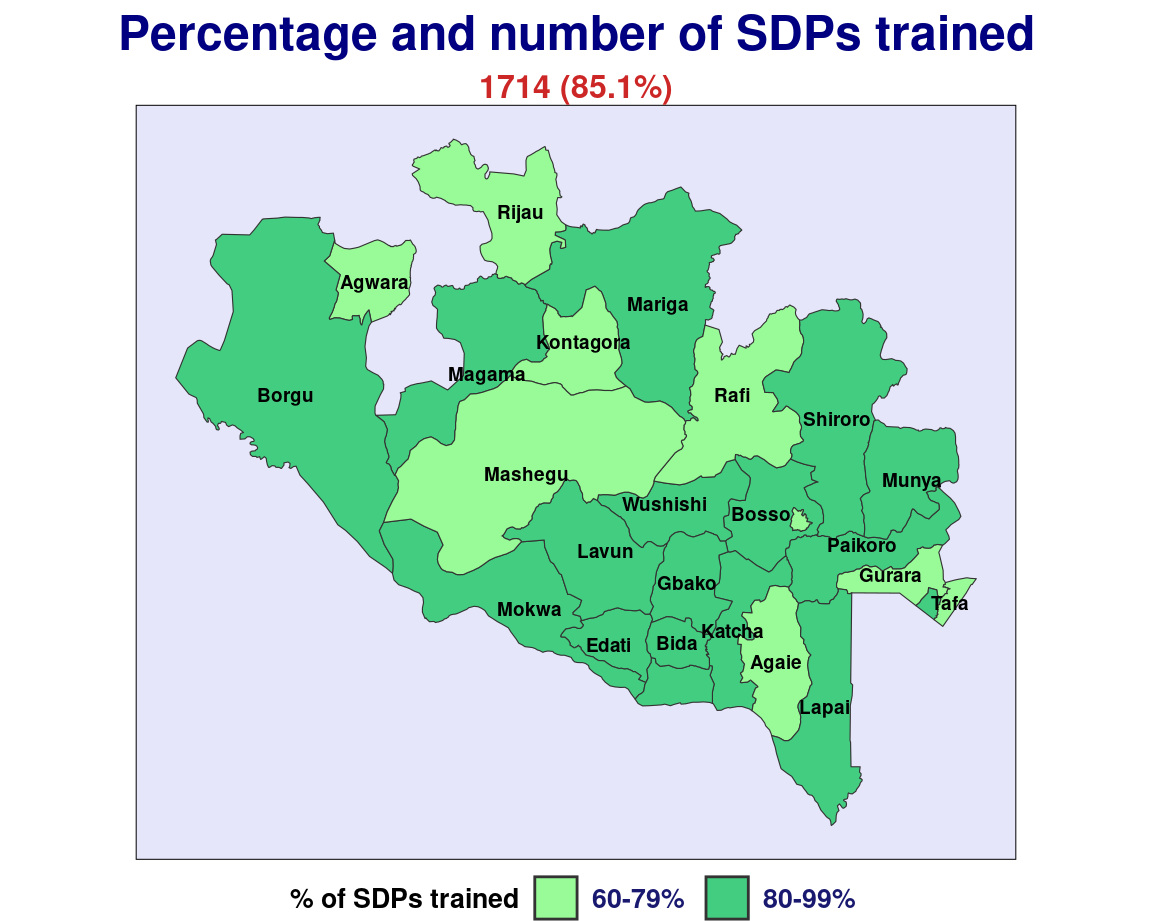 Percentage and number of SDPs trained
1714 (85.1%)
Rijau
Agwara
Mariga
Kontagora
Magama
Borgu
Rafi
Shiroro
Mashegu
Munya
Wushishi
Bosso
Paikoro
Lavun
Gurara
Gbako
Tafa
Mokwa
Katcha
Edati
Bida
Agaie
Lapai
% of SDPs trained
60-79%
80-99%